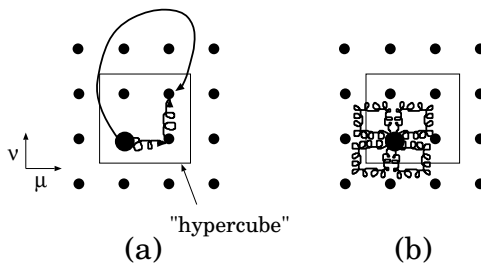 ν
μ
"hypercube"
(a)
(b)